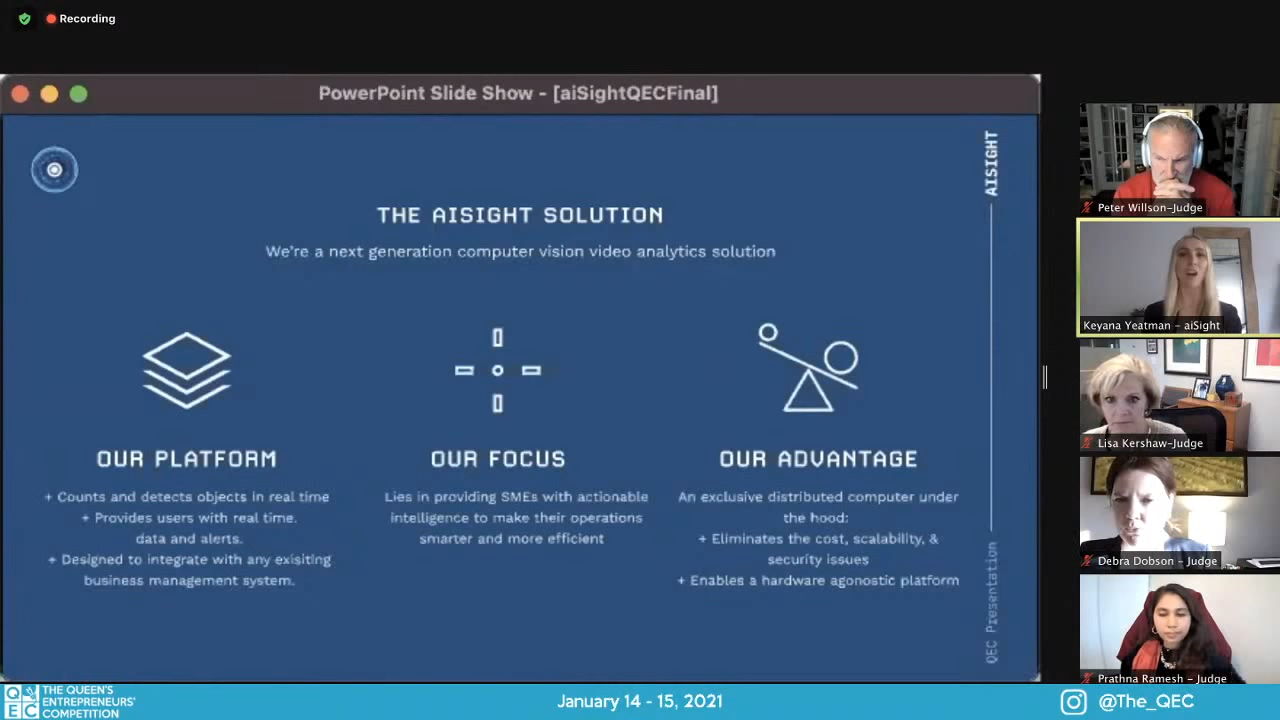 Recording
PowerPoint Slide Show - [aiSightQECFinal]
AISIGHT
THE AISIGHT SOLUTION
We're a next generation computer vision video analytics solution
OUR PLATFORM
+ Counts and detects objects in real time
+ Provides users with real time.
data and alerts.
+ Designed to integrate with any exisiting
business management system.
OUR FOCUS
Lies in providing SMEs with actionable
intelligence to make their operations
smarter and more efficient
OUR ADVANTAGE
An exclusive distributed computer under
the hood:
+ Eliminates the cost, scalability, &
security issues
+ Enables a hardware agonostic platform
QEC Presentation
Peter Willson-Judge
Keyana Yeatman - aiSight
Lisa Kershaw-Judge
Debra Dobson - Judge
Prathna Ramesh - Judge
QEC
THE QUEEN'S
ENTREPRENEURS'
COMPETITION
January 14 - 15, 2021
@The_QEC